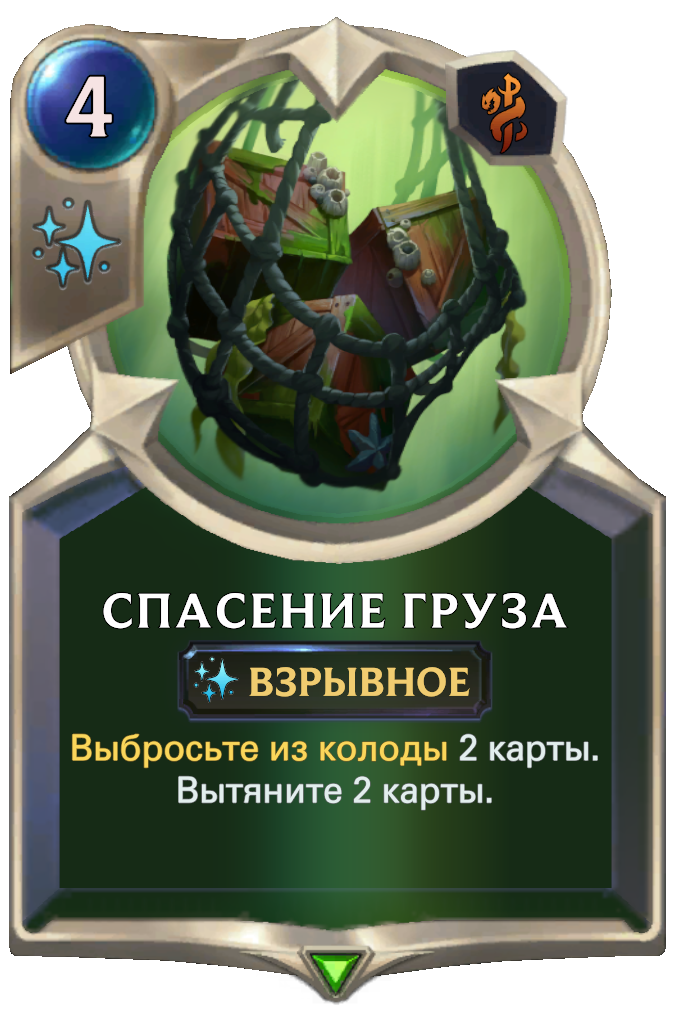 4
СПАСЕНИЕ ГРУЗА
ВЗРЫВНОЕ
Выбросьте из колоды 2 карты.
Вытяните 2 карты.